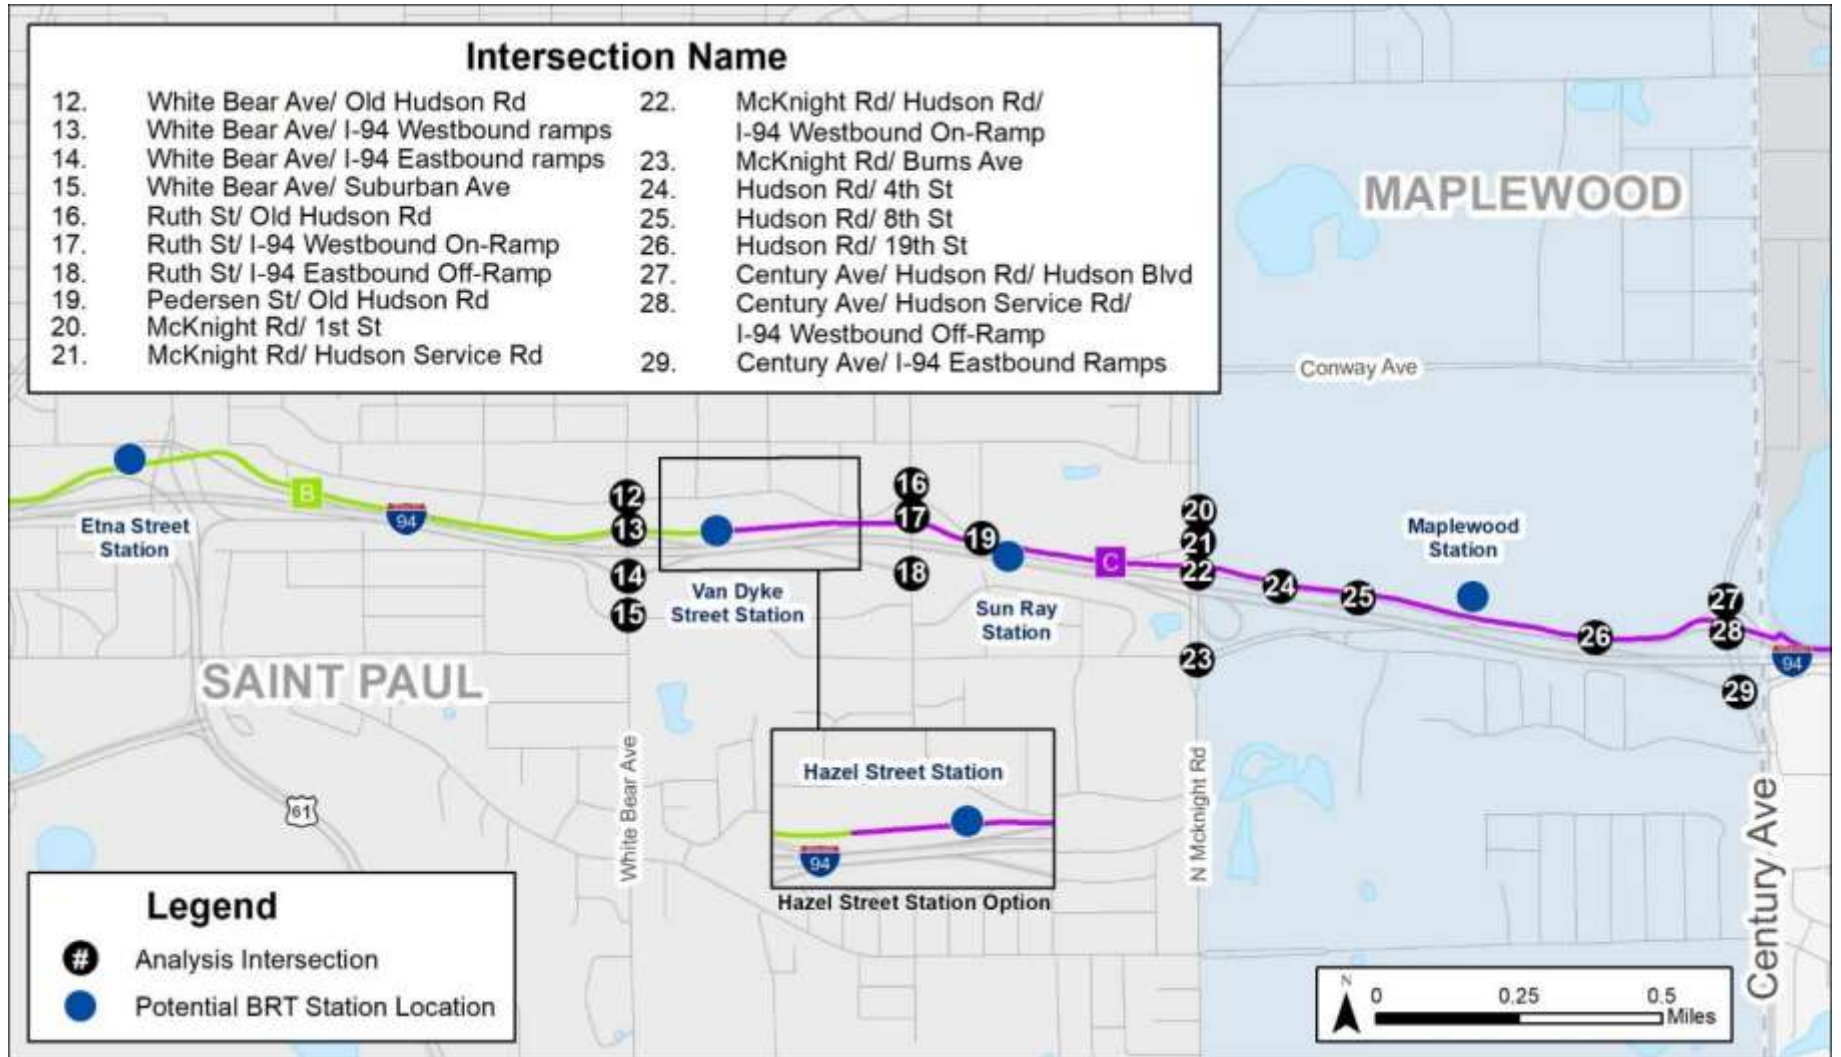 Intersection Name
12. White Bear Ave/ Old Hudson Rd
13. White Bear Ave/ I-94 Westbound ramps
14. White Bear Ave/ I-94 Eastbound ramps
15. White Bear Ave/ Suburban Ave
16. Ruth St/ Old Hudson Rd
17. Ruth St/ I-94 Westbound On-Ramp
18. Ruth St/ I-94 Eastbound Off-Ramp
19. Pedersen St/ Old Hudson Rd
20. McKnight Rd/ 1st St
21. McKnight Rd/ Hudson Service Rd
22. McKnight Rd/ Hudson Rd/
I-94 Westbound On-Ramp
23. McKnight Rd/ Burns Ave
24. Hudson Rd/ 4th St
25. Hudson Rd/ 8th St
26. Hudson Rd/ 19th St
27. Century Ave/ Hudson Rd/ Hudson Blvd
28. Century Ave/ Hudson Service Rd/
I-94 Westbound Off-Ramp
29. Century Ave/ I-94 Eastbound Ramps
MAPLEWOOD
Conway Ave
Etna Street
Station
B
94
12
13
14
15
Van Dyke
Street Station
16
17
18
19
Sun Ray
Station
C
20
21
22
23
24
25
Maplewood
Station
26
27
28
29
94
SAINT PAUL
61
White Bear Ave
Hazel Street Station
94
Hazel Street Station Option
N Mcknight Rd
Century Ave
Legend
# Analysis Intersection
Potential BRT Station Location
N
0 0.25 0.5
Miles